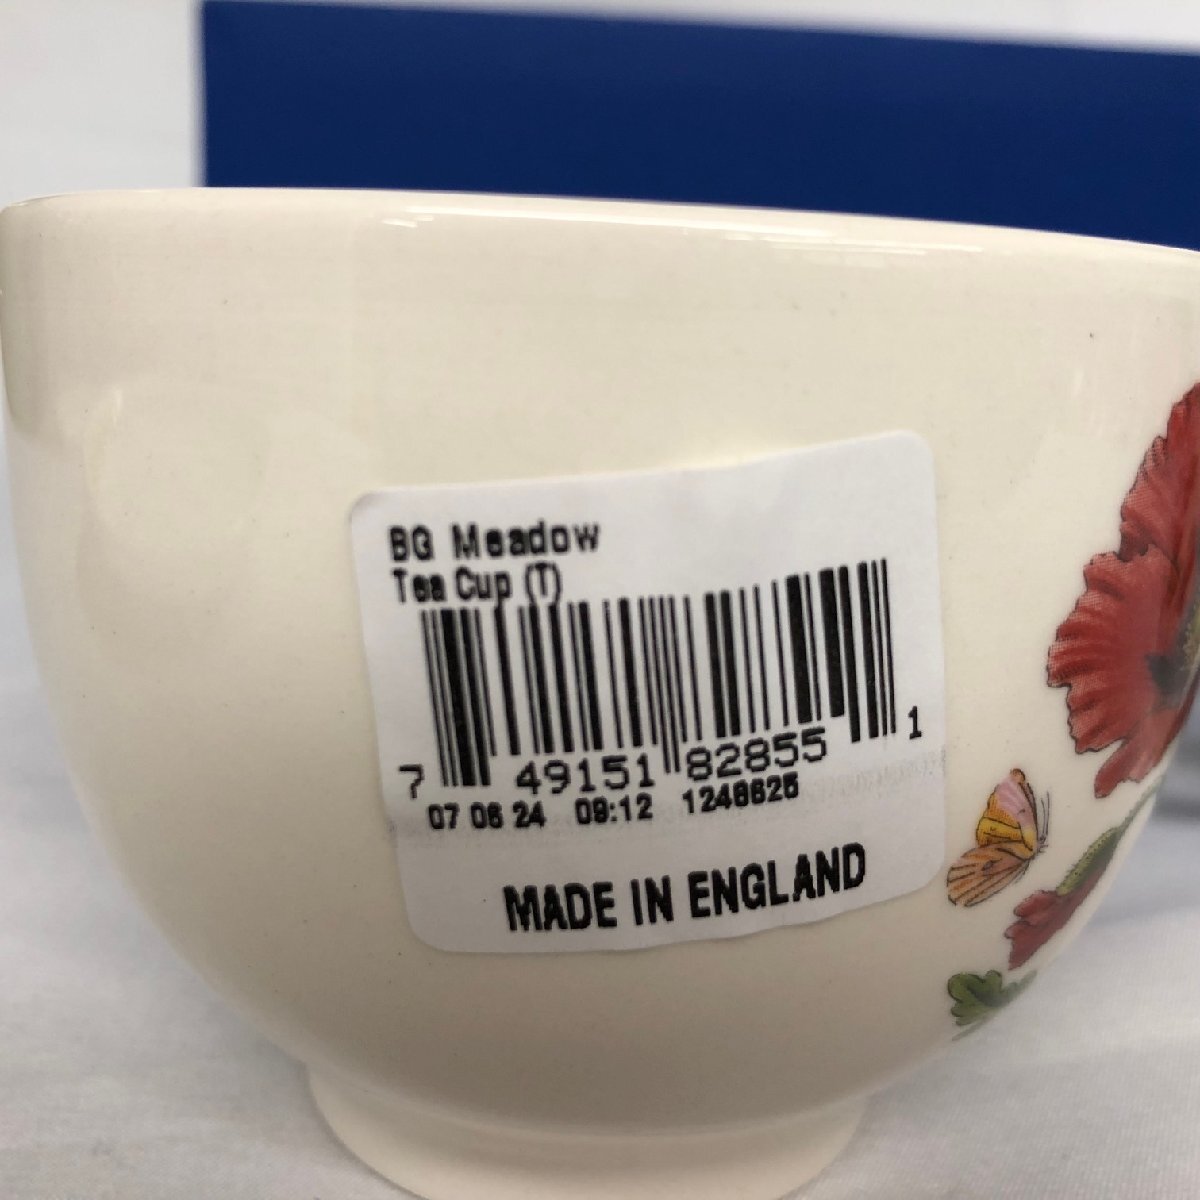 BG Meadow
Tea Cup (T)
7 49151 82855 1
07 06 24 09:12 1248625
MADE IN ENGLAND